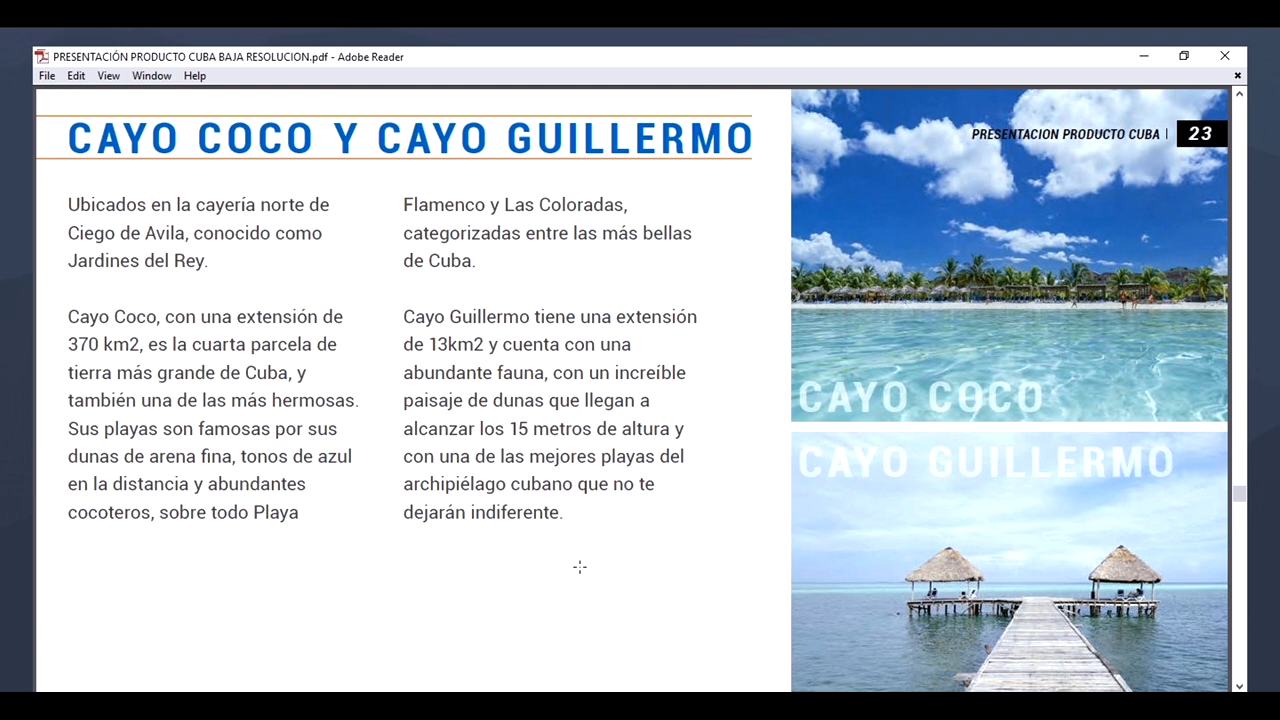 PRESENTACIÓN PRODUCTO CUBA BAJA RESOLUCION.pdf - Adobe Reader
File Edit View Window Help
CAYO COCO Y CAYO GUILLERMO
Ubicados en la cayería norte de
Ciego de Avila, conocido como
Jardines del Rey.
Cayo Coco, con una extensión de
370 km2, es la cuarta parcela de
tierra más grande de Cuba, y
también una de las más hermosas.
Sus playas son famosas por sus
dunas de arena fina, tonos de azul
en la distancia y abundantes
cocoteros, sobre todo Playa
Flamenco y Las Coloradas,
categorizadas entre las más bellas
de Cuba.
Cayo Guillermo tiene una extensión
de 13km2 y cuenta con una
abundante fauna, con un increíble
paisaje de dunas que llegan a
alcanzar los 15 metros de altura y
con una de las mejores playas del
archipiélago cubano que no te
dejarán indiferente.
PRESENTACION PRODUCTO CUBA | 23
CAYO COCO
CAYO GUILLERMO